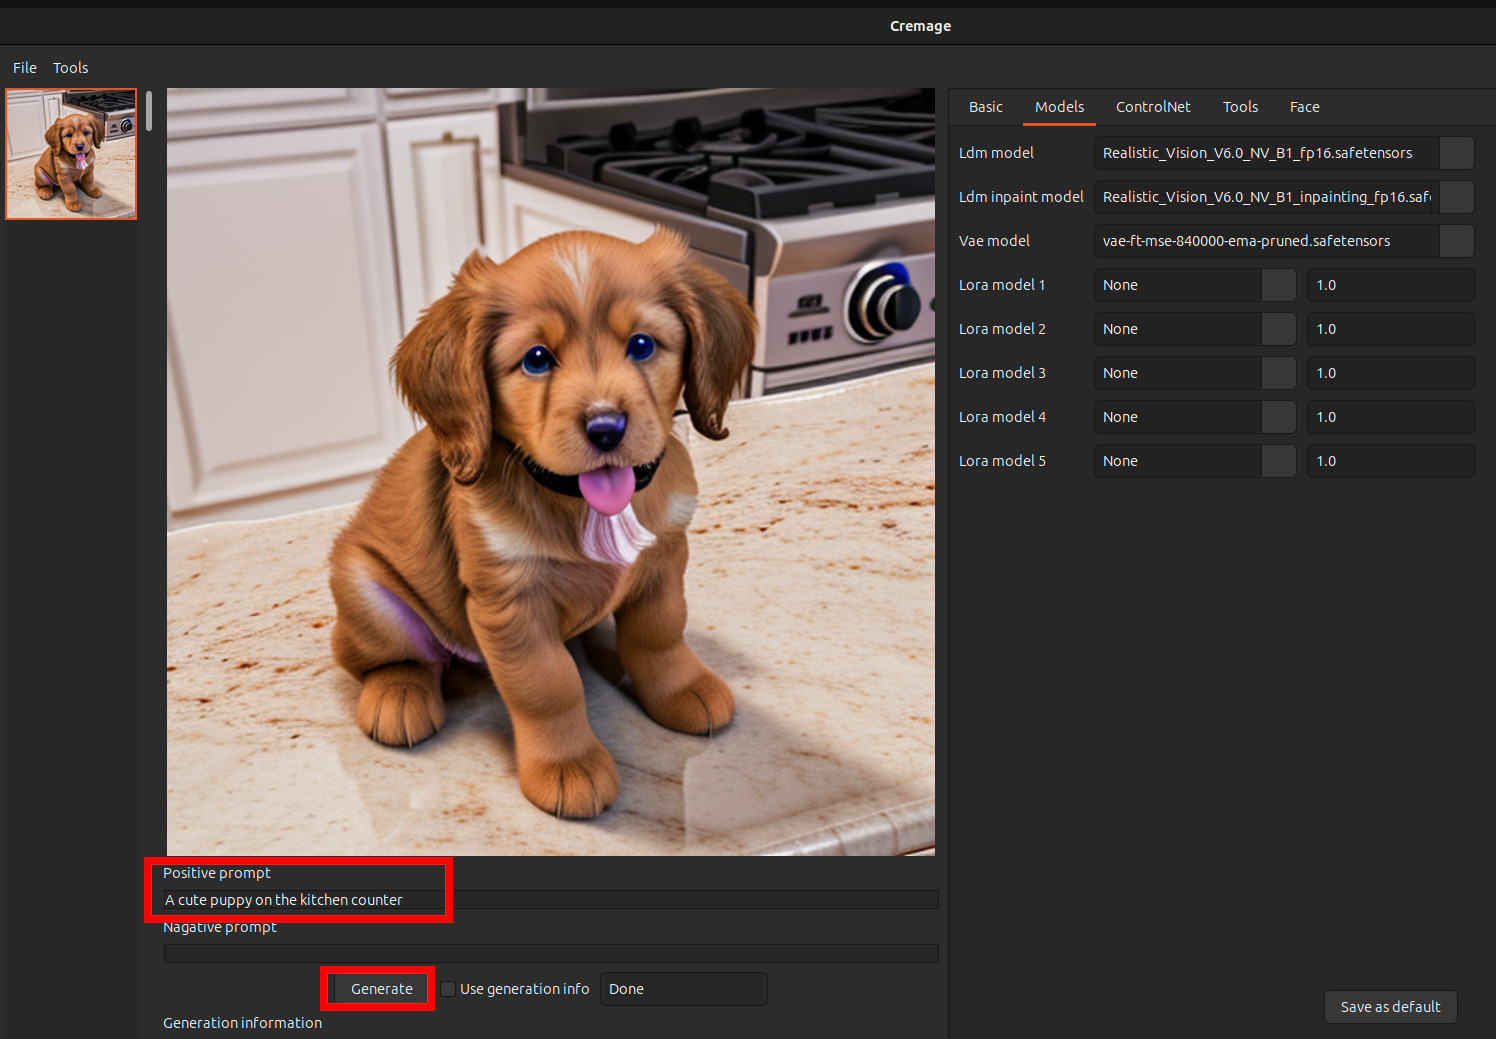 Cremage
File Tools
Basic Models ControlNet Tools Face
Ldm model Realistic_Vision_V6.0_NV_B1_fp16.safetensors
Ldm inpaint model Realistic_Vision_V6.0_NV_B1_inpainting_fp16.safe
Vae model vae-ft-mse-840000-ema-pruned.safetensors
Lora model 1 None 1.0
Lora model 2 None 1.0
Lora model 3 None 1.0
Lora model 4 None 1.0
Lora model 5 None 1.0
Positive prompt
A cute puppy on the kitchen counter
Nagative prompt
Generate Use generation info Done
Save as default
Generation information